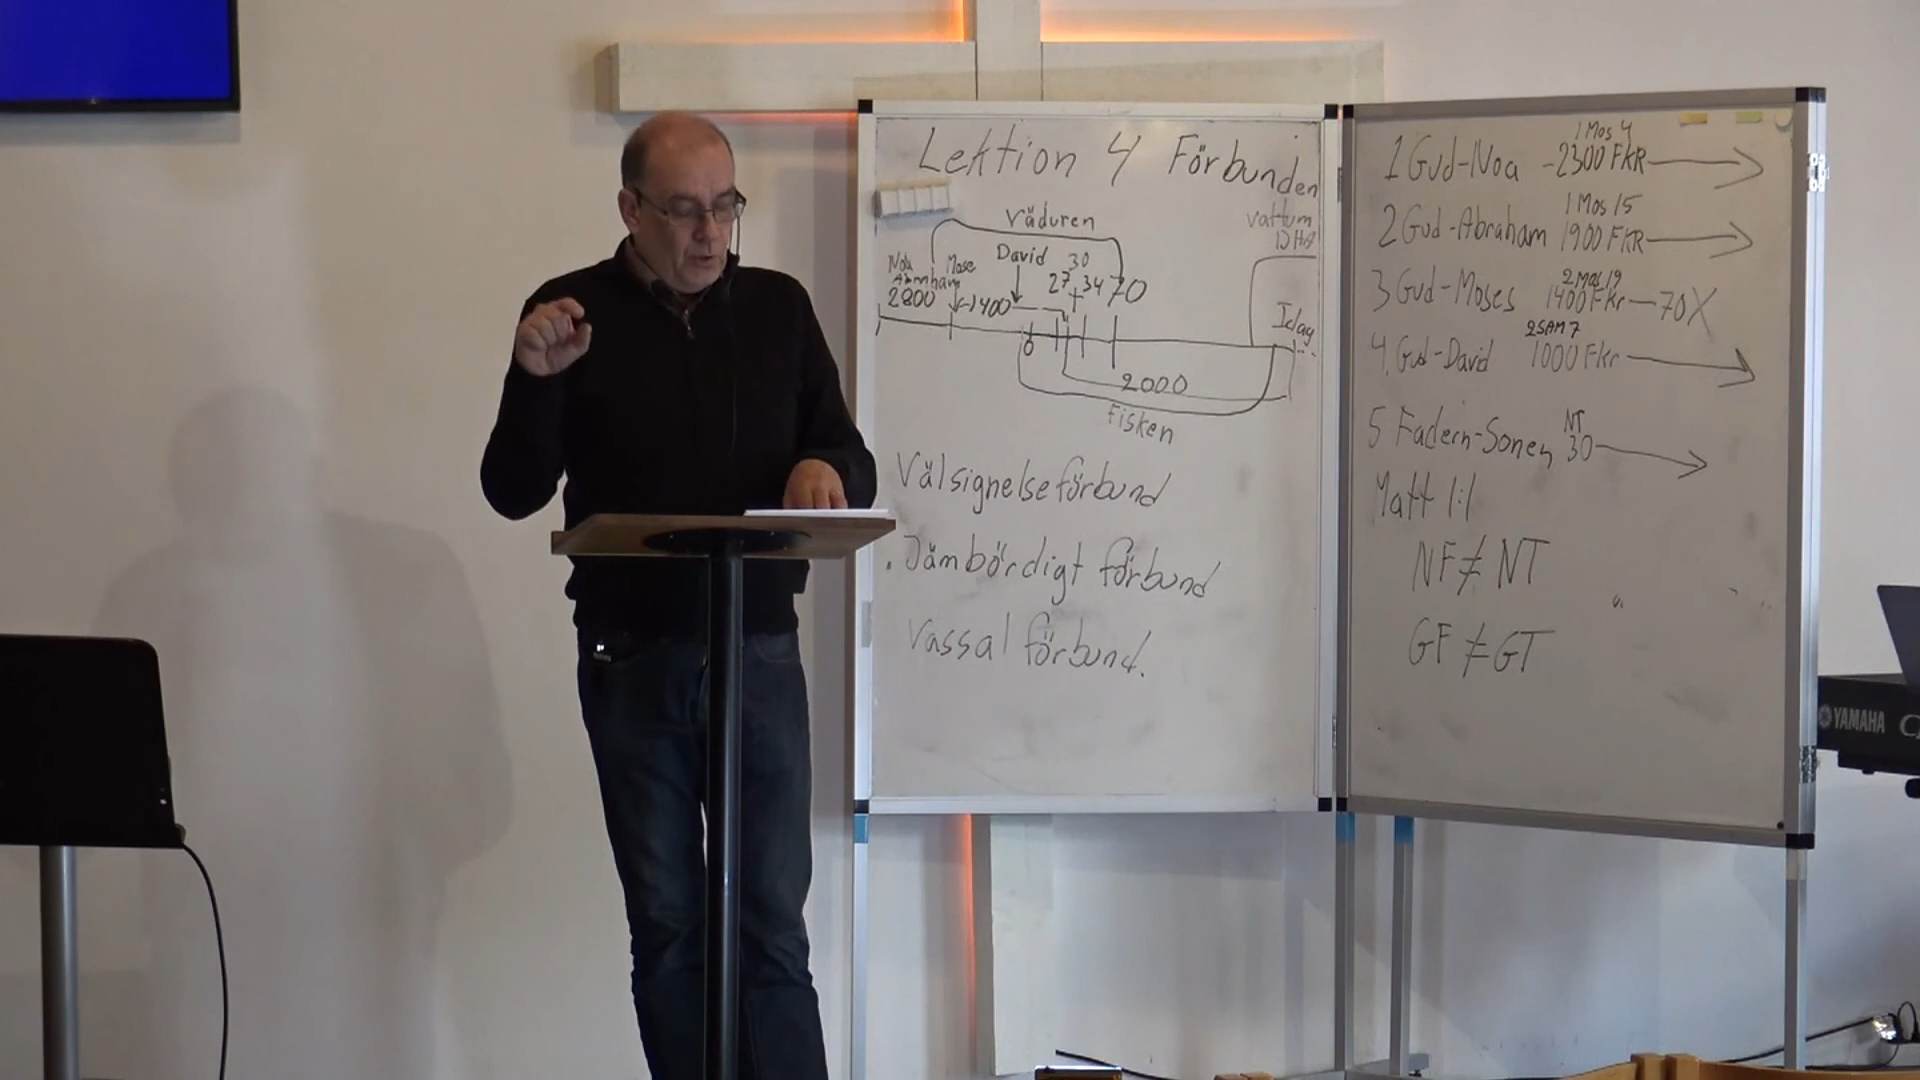 Lektion 4 Förbunden
Väduren
vattum
Noa
Mose
David
30
27
34
70
Abraham
1400
0
Idag
2000
Fisken
Välsignelseförbund
. Jämbördigt förbund
Vassal förbund.
1 Mos 4
1 Gud-Noa -2300 FKR
1 Mos 15
2 Gud-Abraham 1900 FKR
2 Mos 19
3 Gud-Moses 1400 Fkr-70X
2 SAM 7
4. Gud-David 1000 Fkr
NT
5 Fadern-Sonen 30
Matt 1:1
NF≠NT
GF≠GT
YAMAHA